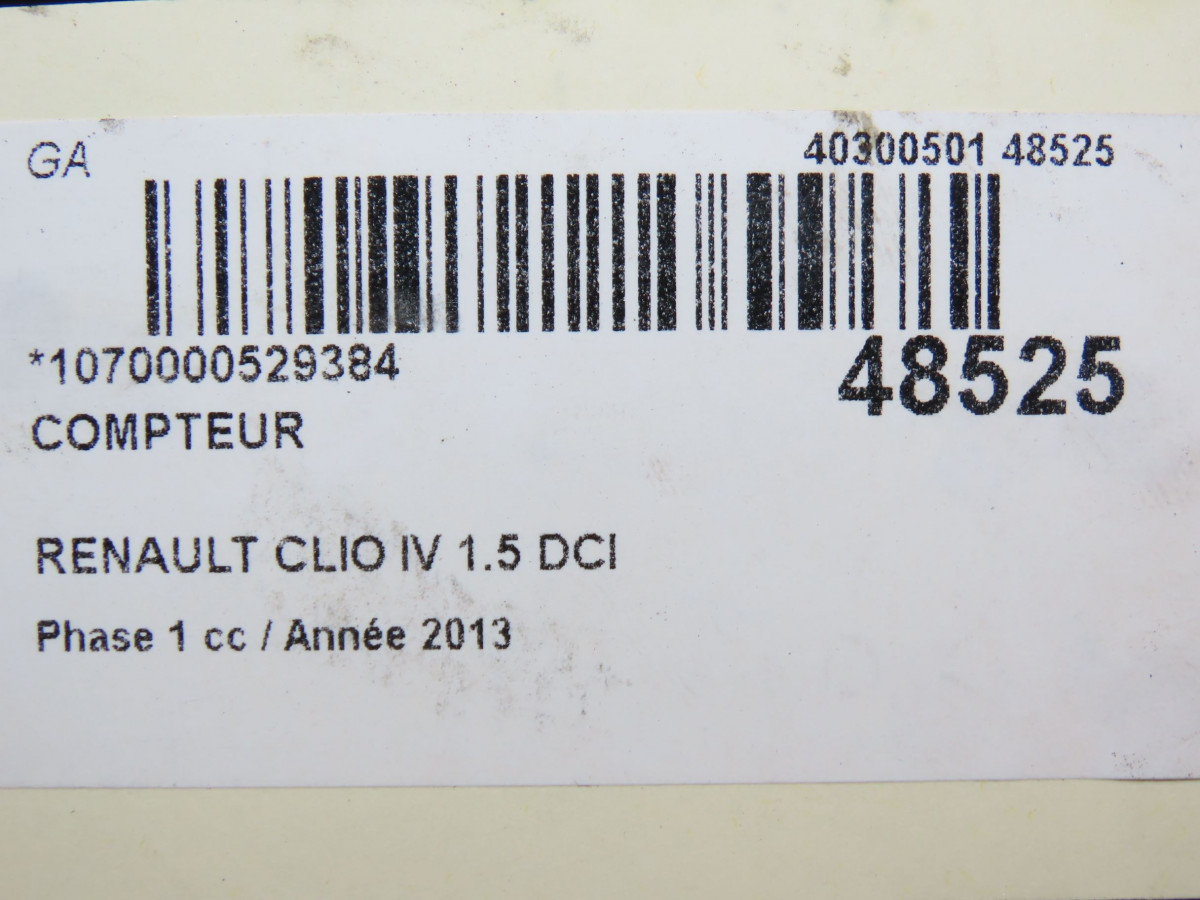 GA
40300501 48525
*1070000529384
48525
COMPTEUR
RENAULT CLIO IV 1.5 DCI
Phase 1 cc / Année 2013